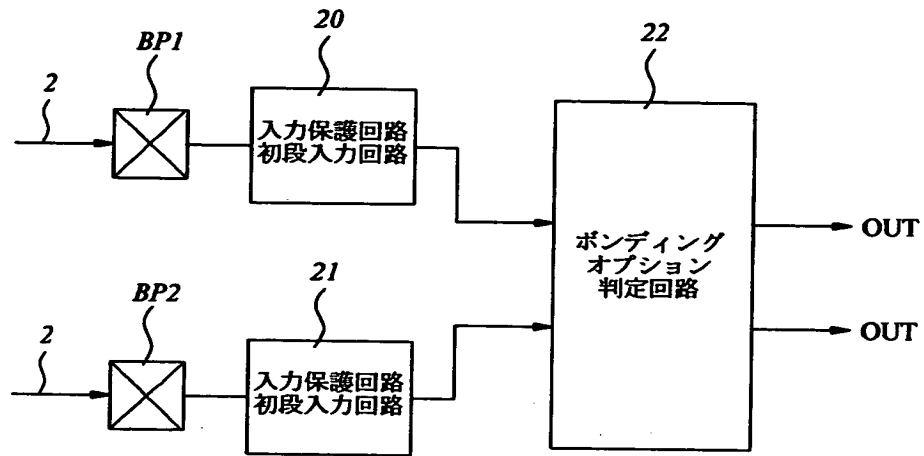 BP1
20
22
2
入力保護回路
初段入力回路
OUT
ボンディング
オプション
判定回路
BP2
21
OUT
2
入力保護回路
初段入力回路